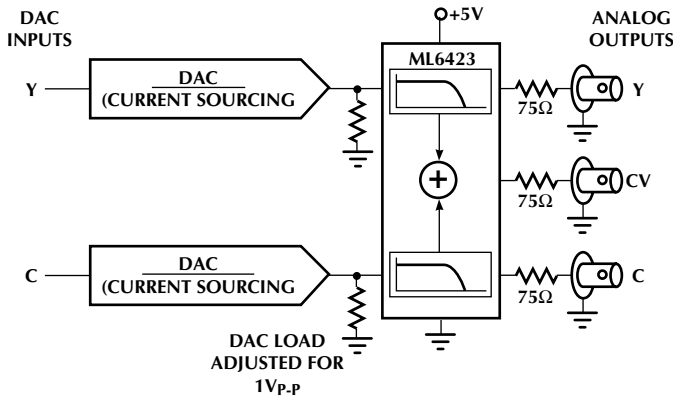 DAC
INPUTS
+5V
ANALOG
OUTPUTS
ML6423
Y
DAC
(CURRENT SOURCING
75Ω
Y
+
75Ω
CV
C
DAC
(CURRENT SOURCING
75Ω
C
DAC LOAD
ADJUSTED FOR
1VP-P